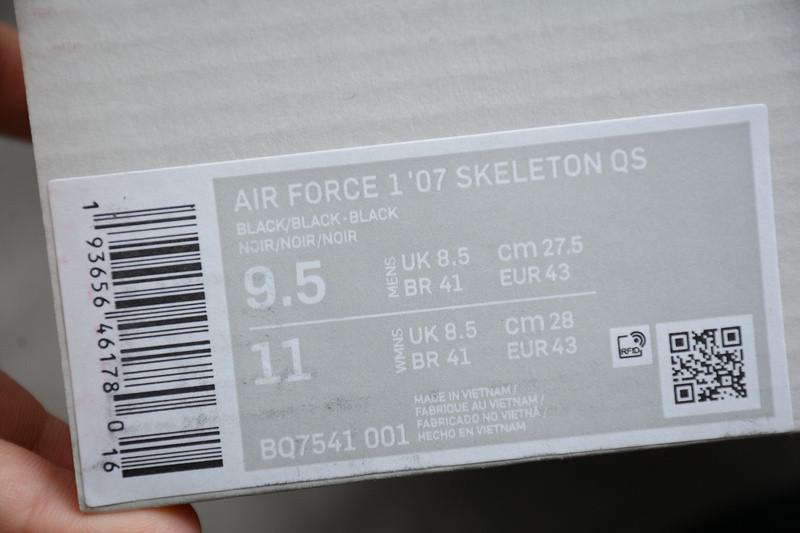 AIR FORCE 1 '07 SKELETON QS
BLACK/BLACK-BLACK
NOIR/NOIR/NOIR
9.5
MENS
UK 8.5 cm 27.5
BR 41 EUR 43
11
WMNS
UK 8.5 cm 28
BR 41 EUR 43
MADE IN VIETNAM/
FABRIQUE AU VIETNAM/
FABRICADO NO VIETNÃ/
HECHO EN VIETNAM
BQ7541 001
RFID
1 93656 46178 0 16